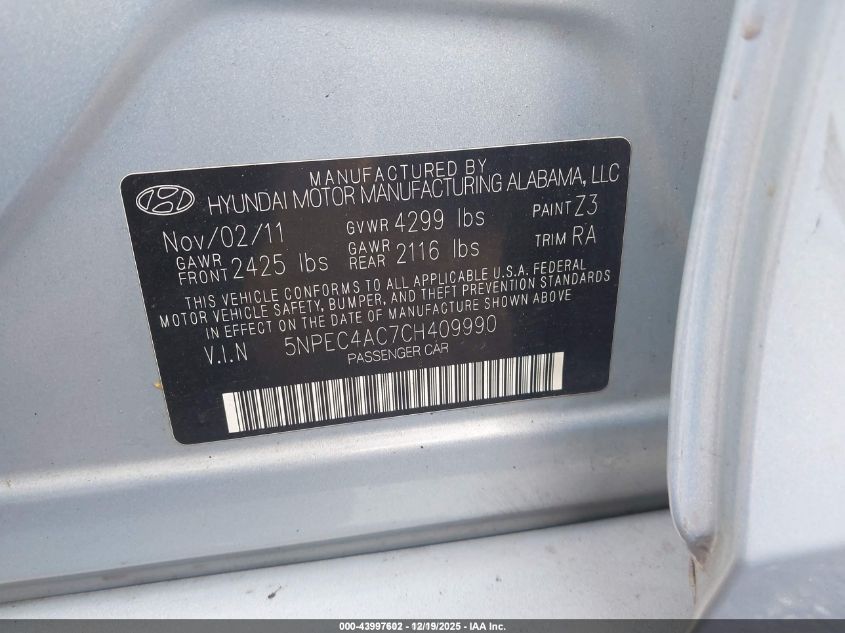 MANUFACTURED BY
HYUNDAI MOTOR MANUFACTURING ALABAMA, LLC
Nov/02/11 GVWR 4299 lbs PAINT Z3
GAWR FRONT 2425 lbs GAWR REAR 2116 lbs TRIM RA
THIS VEHICLE CONFORMS TO ALL APPLICABLE U.S.A. FEDERAL
MOTOR VEHICLE SAFETY, BUMPER, AND THEFT PREVENTION STANDARDS
IN EFFECT ON THE DATE OF MANUFACTURE SHOWN ABOVE
V.I.N 5NPEC4AC7CH409990
PASSENGER CAR
000-43997602 - 12/19/2025 - IAA Inc.